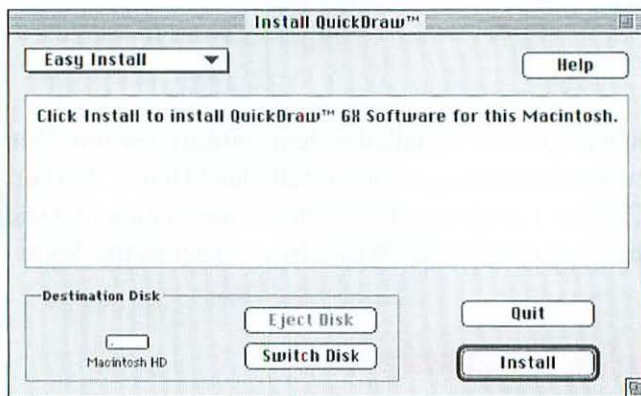 Install QuickDraw™
Easy Install
Help
Click Install to install QuickDraw™ GX Software for this Macintosh.
Destination Disk
Macintosh HD
Eject Disk
Switch Disk
Quit
Install